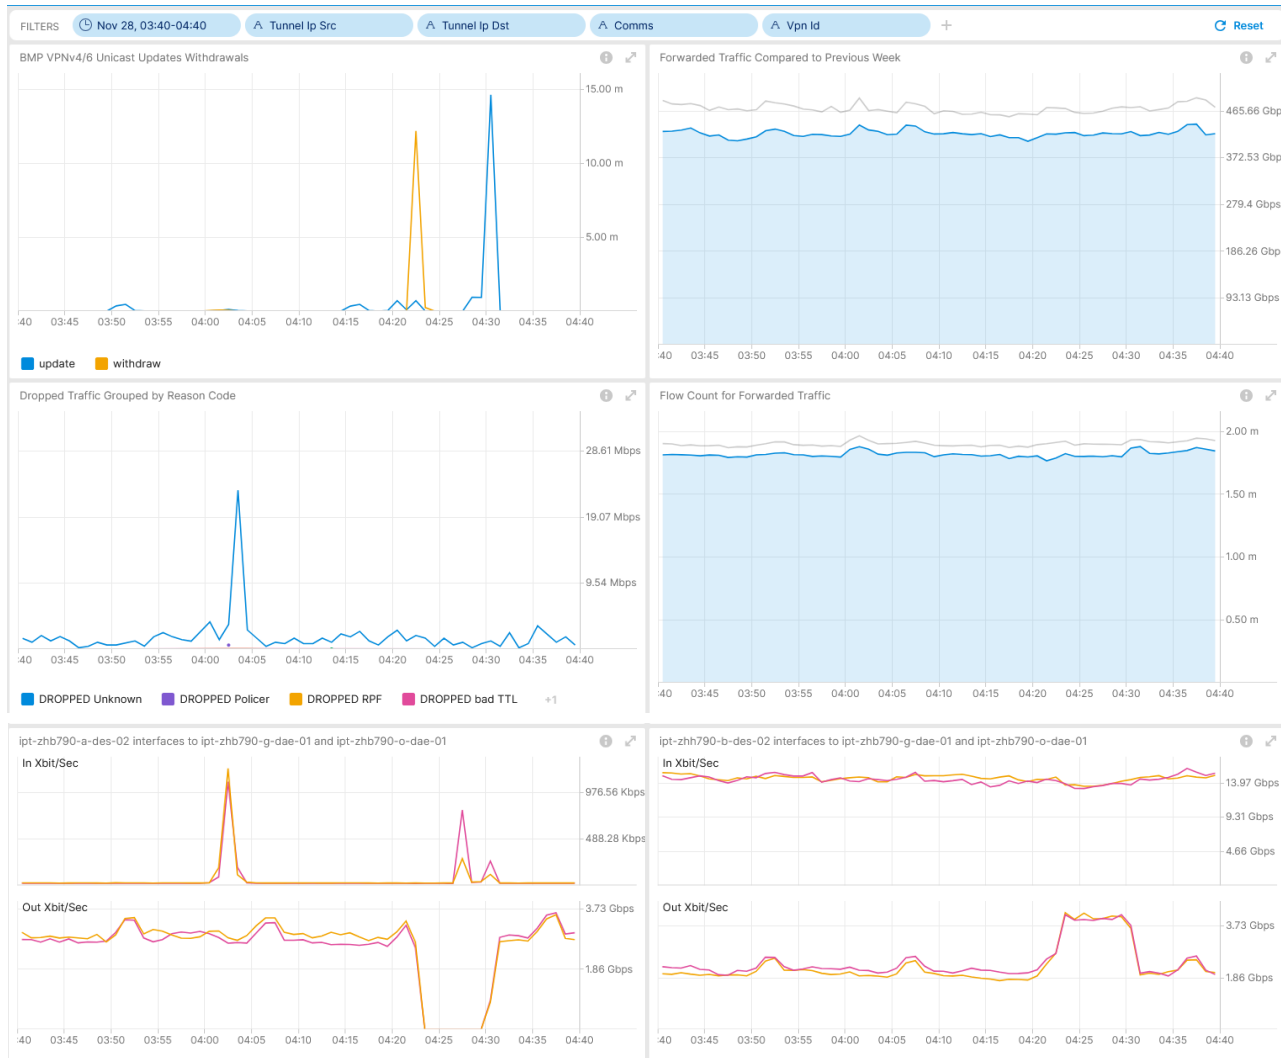 FILTERS Nov 28, 03:40-04:40 Tunnel Ip Src Tunnel Ip Dst Comms Vpn Id + Reset
BMP VPNv4/6 Unicast Updates Withdrawals
15.00 m
10.00 m
5.00 m
:40 03:45 03:50 03:55 04:00 04:05 04:10 04:15 04:20 04:25 04:30 04:35 04:40
update withdraw
Forwarded Traffic Compared to Previous Week
465.66 Gbp
372.53 Gbp
279.4 Gbps
186.26 Gbp
93.13 Gbps
:40 03:45 03:50 03:55 04:00 04:05 04:10 04:15 04:20 04:25 04:30 04:35 04:40
Dropped Traffic Grouped by Reason Code
28.61 Mbps
19.07 Mbps
9.54 Mbps
:40 03:45 03:50 03:55 04:00 04:05 04:10 04:15 04:20 04:25 04:30 04:35 04:40
DROPPED Unknown DROPPED Policer DROPPED RPF DROPPED bad TTL +1
Flow Count for Forwarded Traffic
2.00 m
1.50 m
1.00 m
0.50 m
:40 03:45 03:50 03:55 04:00 04:05 04:10 04:15 04:20 04:25 04:30 04:35 04:40
ipt-zhb790-a-des-02 interfaces to ipt-zhb790-g-dae-01 and ipt-zhb790-o-dae-01
In Xbit/Sec
976.56 Kbps
488.28 Kbps
Out Xbit/Sec
3.73 Gbps
1.86 Gbps
:40 03:45 03:50 03:55 04:00 04:05 04:10 04:15 04:20 04:25 04:30 04:35 04:40
ipt-zhh790-b-des-02 interfaces to ipt-zhb790-g-dae-01 and ipt-zhb790-o-dae-01
In Xbit/Sec
13.97 Gbps
9.31 Gbps
4.66 Gbps
Out Xbit/Sec
3.73 Gbps
1.86 Gbps
:40 03:45 03:50 03:55 04:00 04:05 04:10 04:15 04:20 04:25 04:30 04:35 04:40